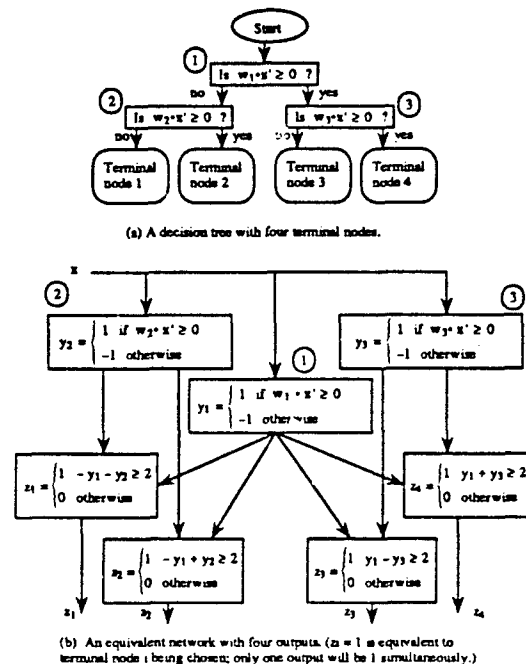 Start
①
Is w₁•x' ≥ 0 ?
no yes
② ③
Is w₂•x' ≥ 0 ? Is w₃•x' ≥ 0 ?
no yes no yes
Terminal node 1
Terminal node 2
Terminal node 3
Terminal node 4
(a) A decision tree with four terminal nodes.
x
② ③
y₂ = { 1 if w₂• x' ≥ 0
-1 otherwise
y₃ = { 1 if w₃• x' ≥ 0
-1 otherwise
①
y₁ = { 1 if w₁ • x' ≥ 0
-1 otherwise
z₁ = { 1 - y₁ - y₂ ≥ 2
0 otherwise
z₄ = { 1 y₁ + y₃ ≥ 2
0 otherwise
z₂ = { 1 - y₁ + y₂ ≥ 2
0 otherwise
z₃ = { 1 y₁ - y₃ ≥ 2
0 otherwise
z₁ z₂ z₃ z₄
(b) An equivalent network with four outputs. (zi = 1 is equivalent to
terminal node i being chosen; only one output will be 1 simultaneously.)